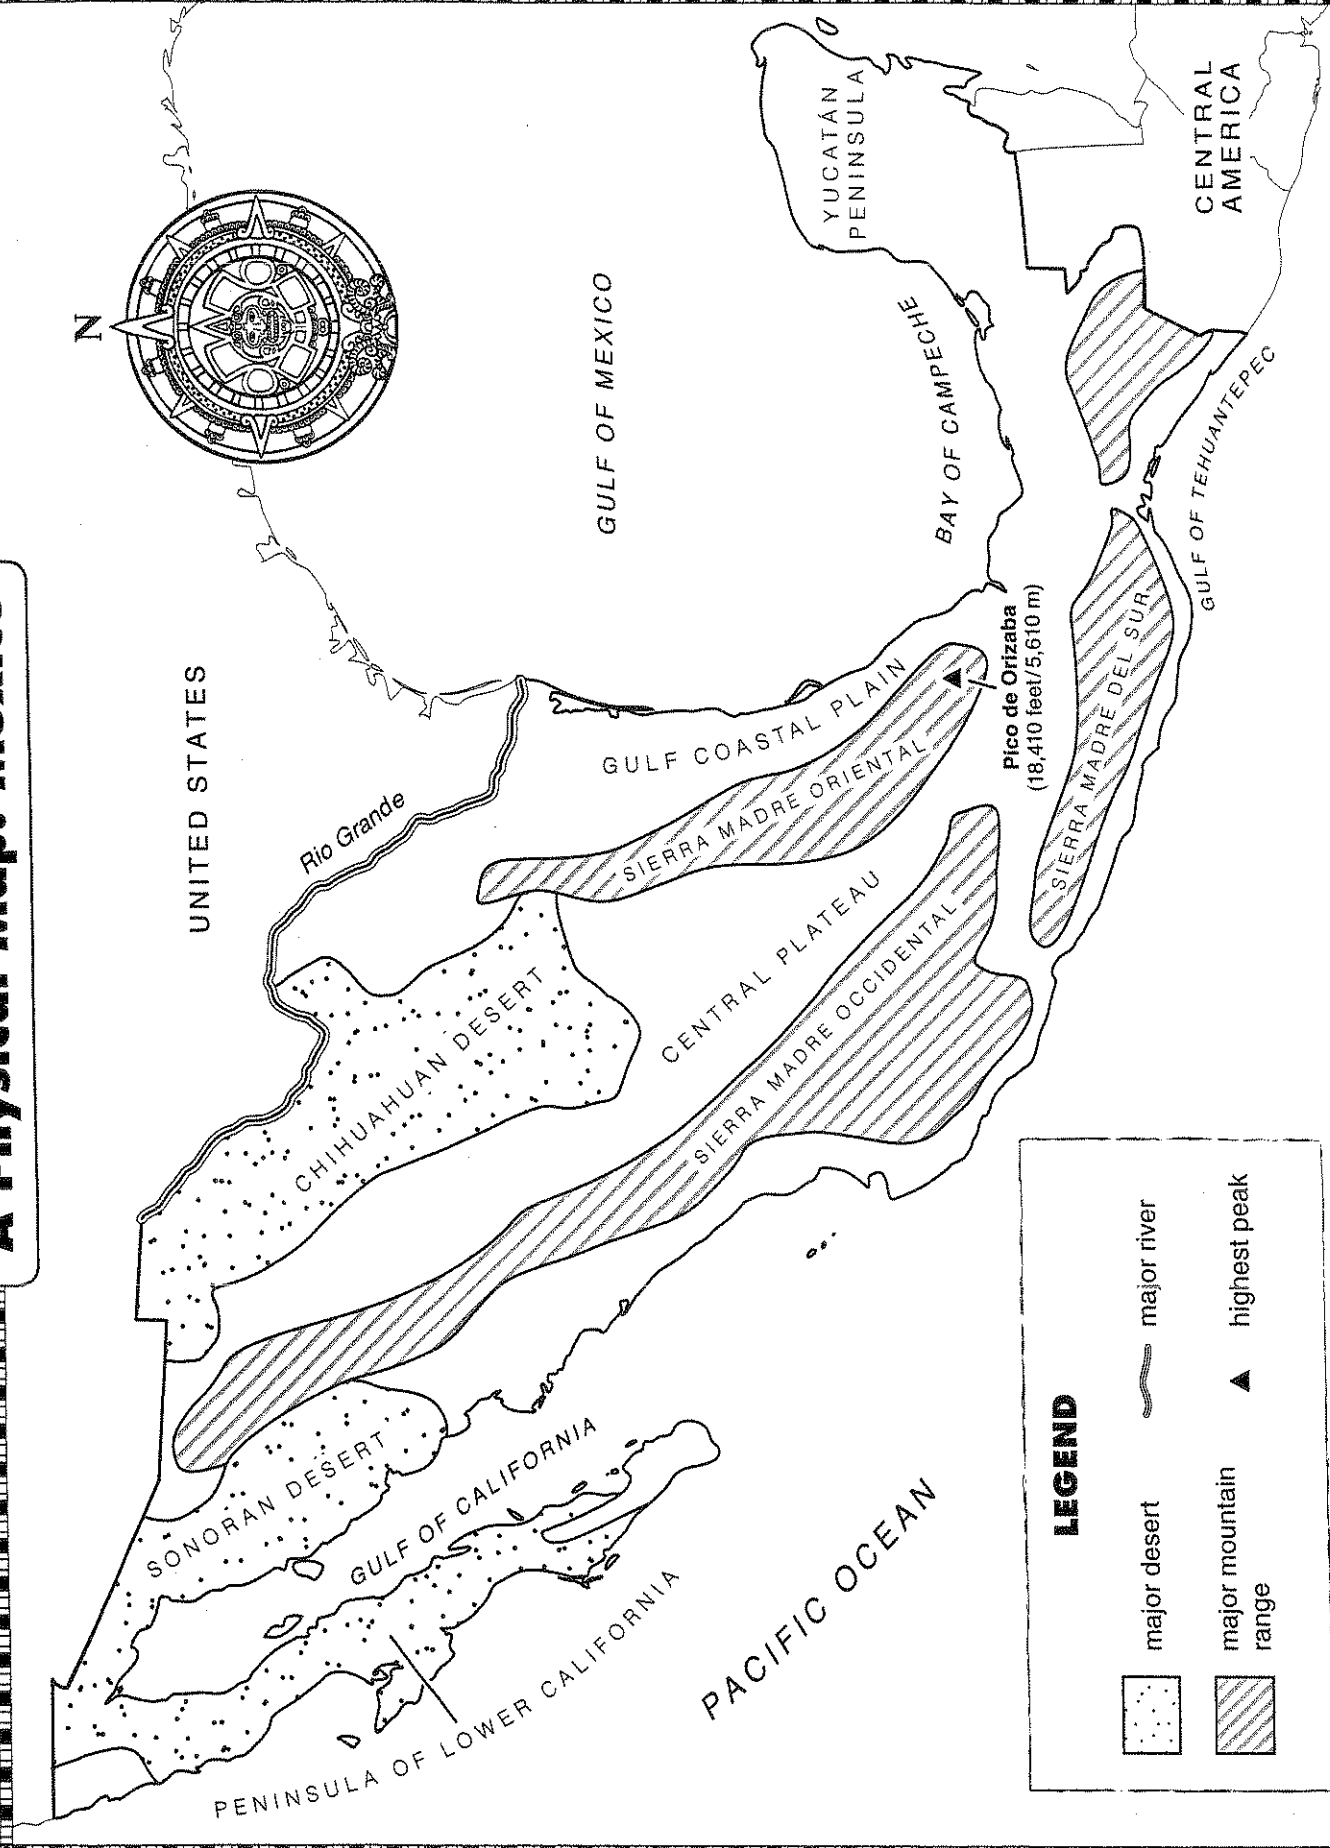 A Physical Map: Mexico
N
UNITED STATES
Rio Grande
GULF OF MEXICO
SONORAN DESERT
CHIHUAHUAN DESERT
GULF OF CALIFORNIA
PENINSULA OF LOWER CALIFORNIA
PACIFIC OCEAN
SIERRA MADRE OCCIDENTAL
CENTRAL PLATEAU
SIERRA MADRE ORIENTAL
GULF COASTAL PLAIN
Pico de Orizaba
(18,410 feet/5,610 m)
BAY OF CAMPECHE
YUCATÁN
PENINSULA
SIERRA MADRE DEL SUR
GULF OF TEHUANTEPEC
CENTRAL
AMERICA
LEGEND
major desert
major river
major mountain
range
highest peak